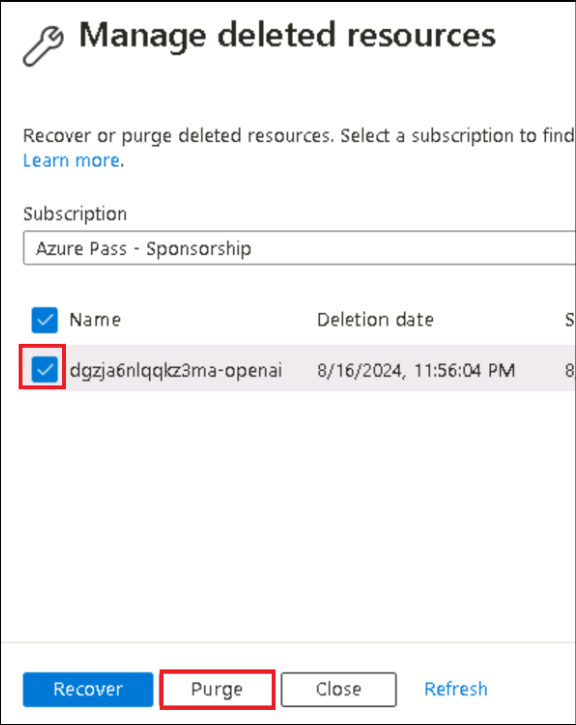 Manage deleted resources
Recover or purge deleted resources. Select a subscription to find
Learn more.
Subscription
Azure Pass - Sponsorship
Name Deletion date S
dgzja6nlqqkz3ma-openai 8/16/2024, 11:56:04 PM 8
Recover Purge Close Refresh